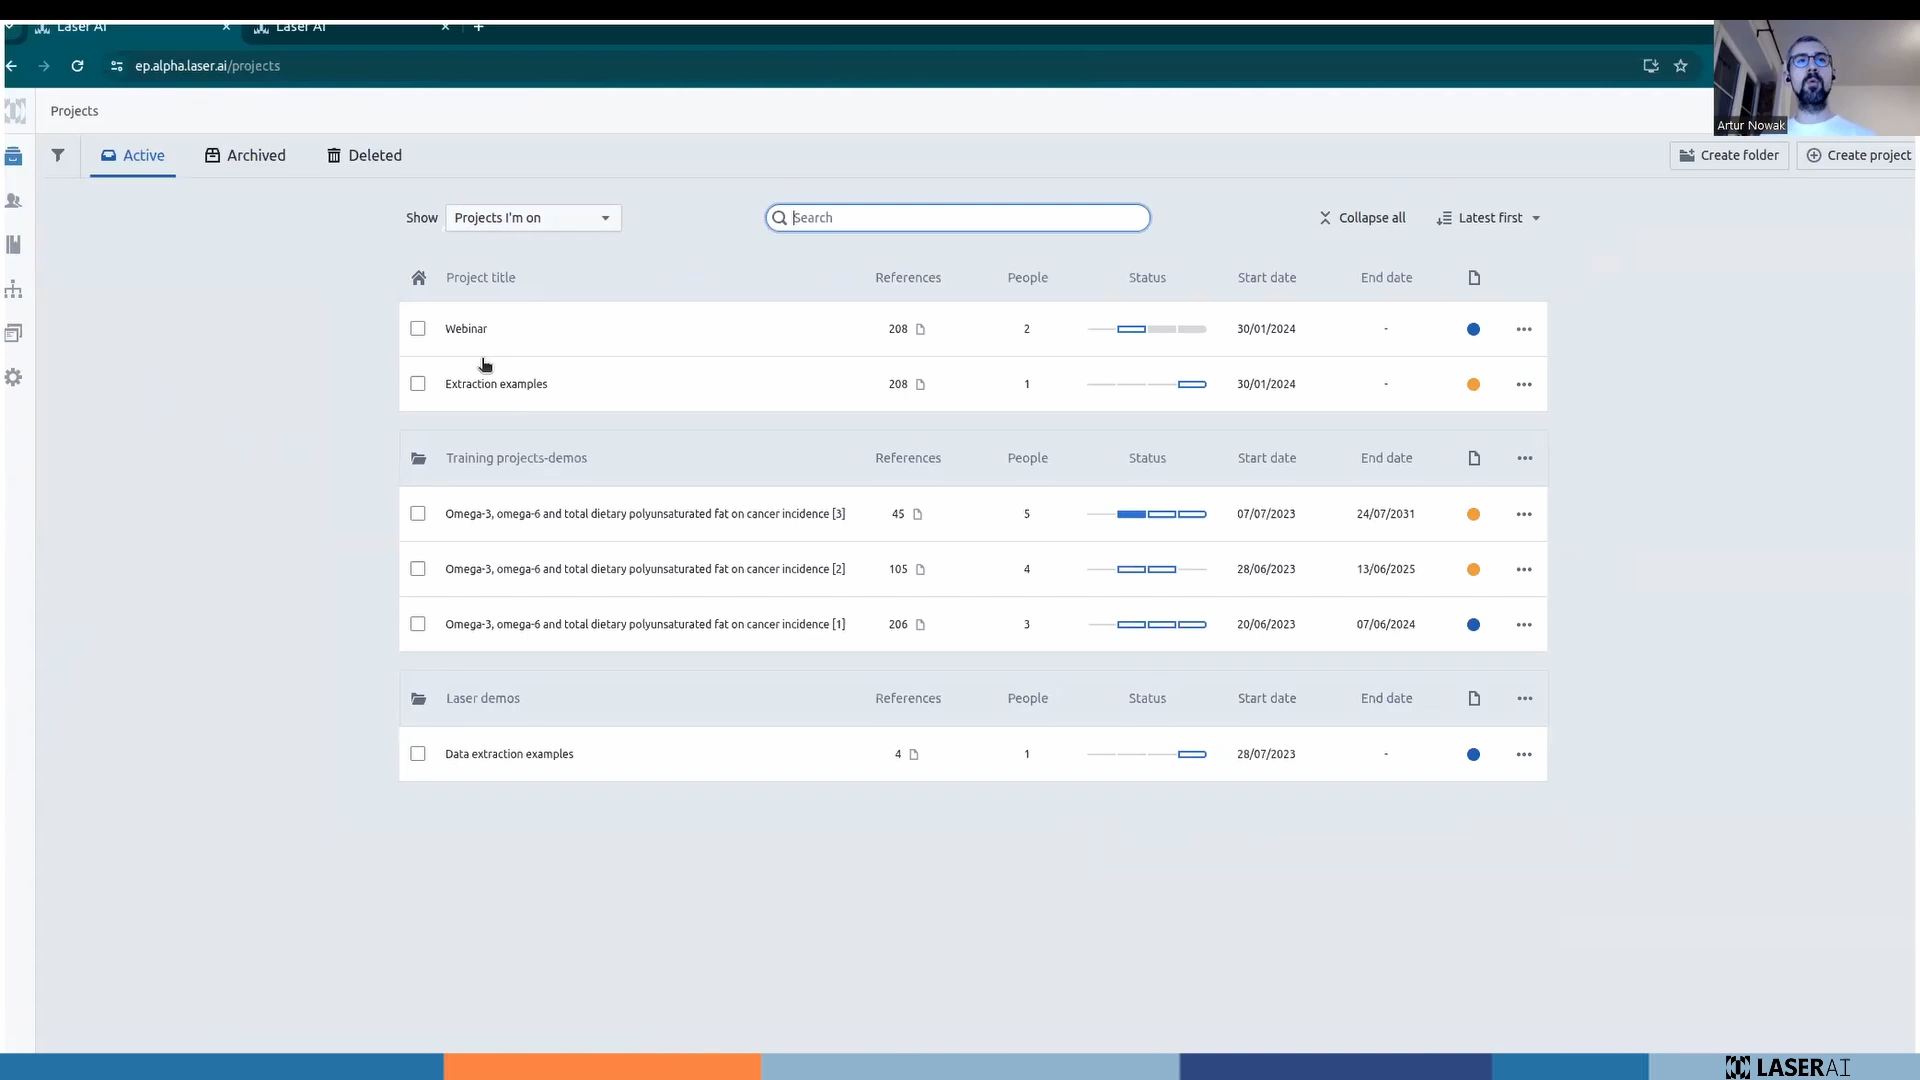 Laser AI
Laser AI
ep.alpha.laser.ai/projects
Artur Nowak
Projects
Active
Archived
Deleted
Create folder
Create project
Show
Projects I'm on
Search
Collapse all
Latest first
Project title References People Status Start date End date
Webinar 208 2 30/01/2024 -
Extraction examples 208 1 30/01/2024 -
Training projects-demos References People Status Start date End date
Omega-3, omega-6 and total dietary polyunsaturated fat on cancer incidence [3] 45 5 07/07/2023 24/07/2031
Omega-3, omega-6 and total dietary polyunsaturated fat on cancer incidence [2] 105 4 28/06/2023 13/06/2025
Omega-3, omega-6 and total dietary polyunsaturated fat on cancer incidence [1] 206 3 20/06/2023 07/06/2024
Laser demos References People Status Start date End date
Data extraction examples 4 1 28/07/2023 -
LASERAI